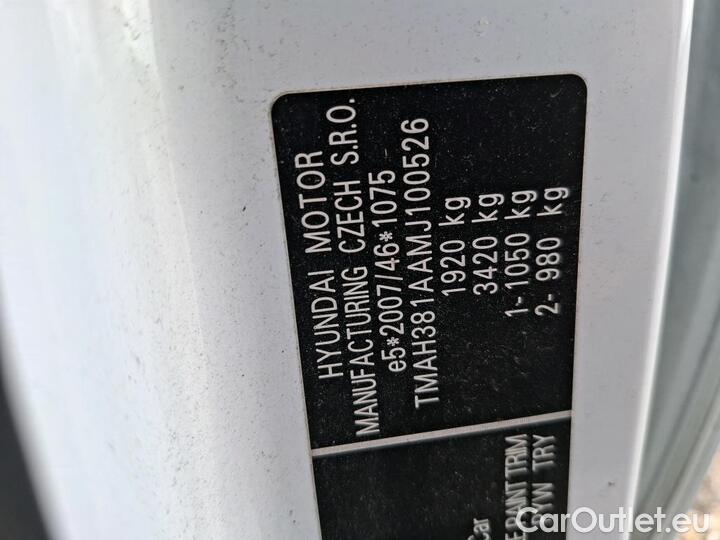 HYUNDAI MOTOR
MANUFACTURING CZECH S.R.O.
e5*2007/46*1075
TMAH381AAMJ100526
1920 kg
3420 kg
1- 1050 kg
2- 980 kg
PAINT TRIM
TRY
CarOutlet.eu